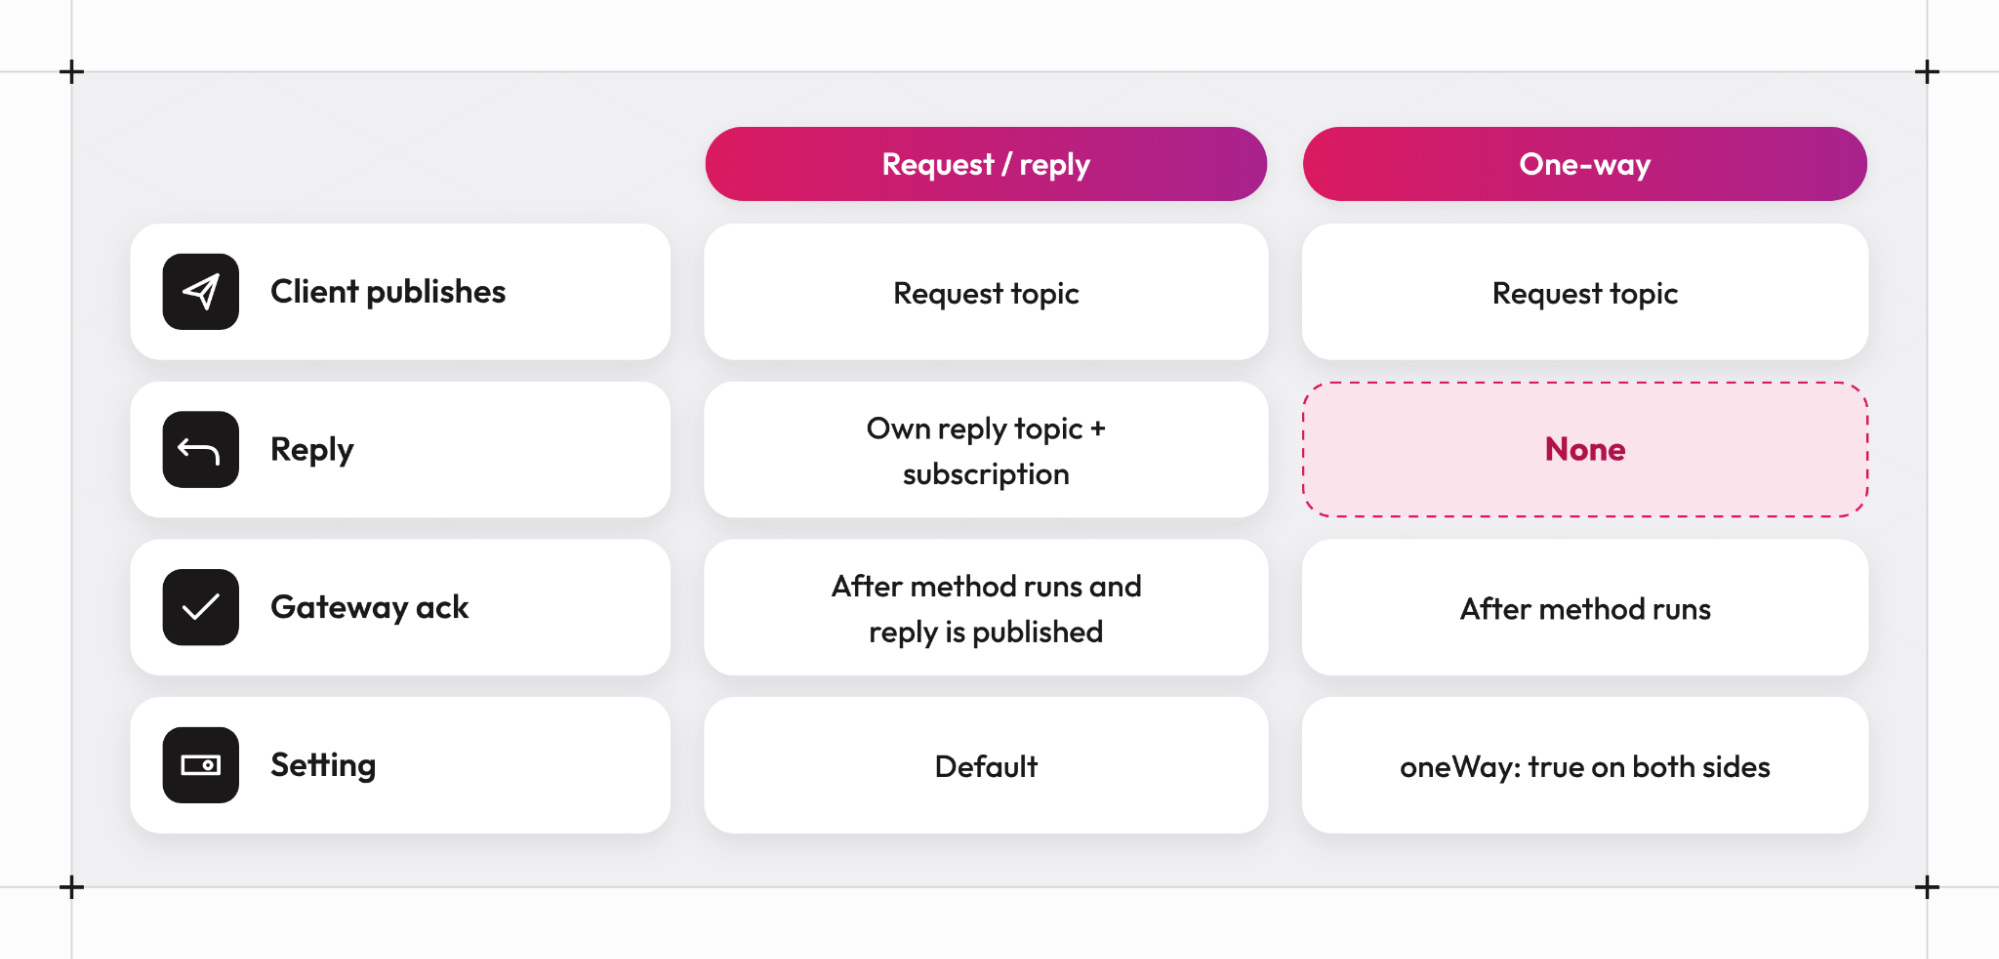 Request / reply
One-way
Client publishes
Request topic
Request topic
Reply
Own reply topic +
subscription
None
Gateway ack
After method runs and
reply is published
After method runs
Setting
Default
oneWay: true on both sides